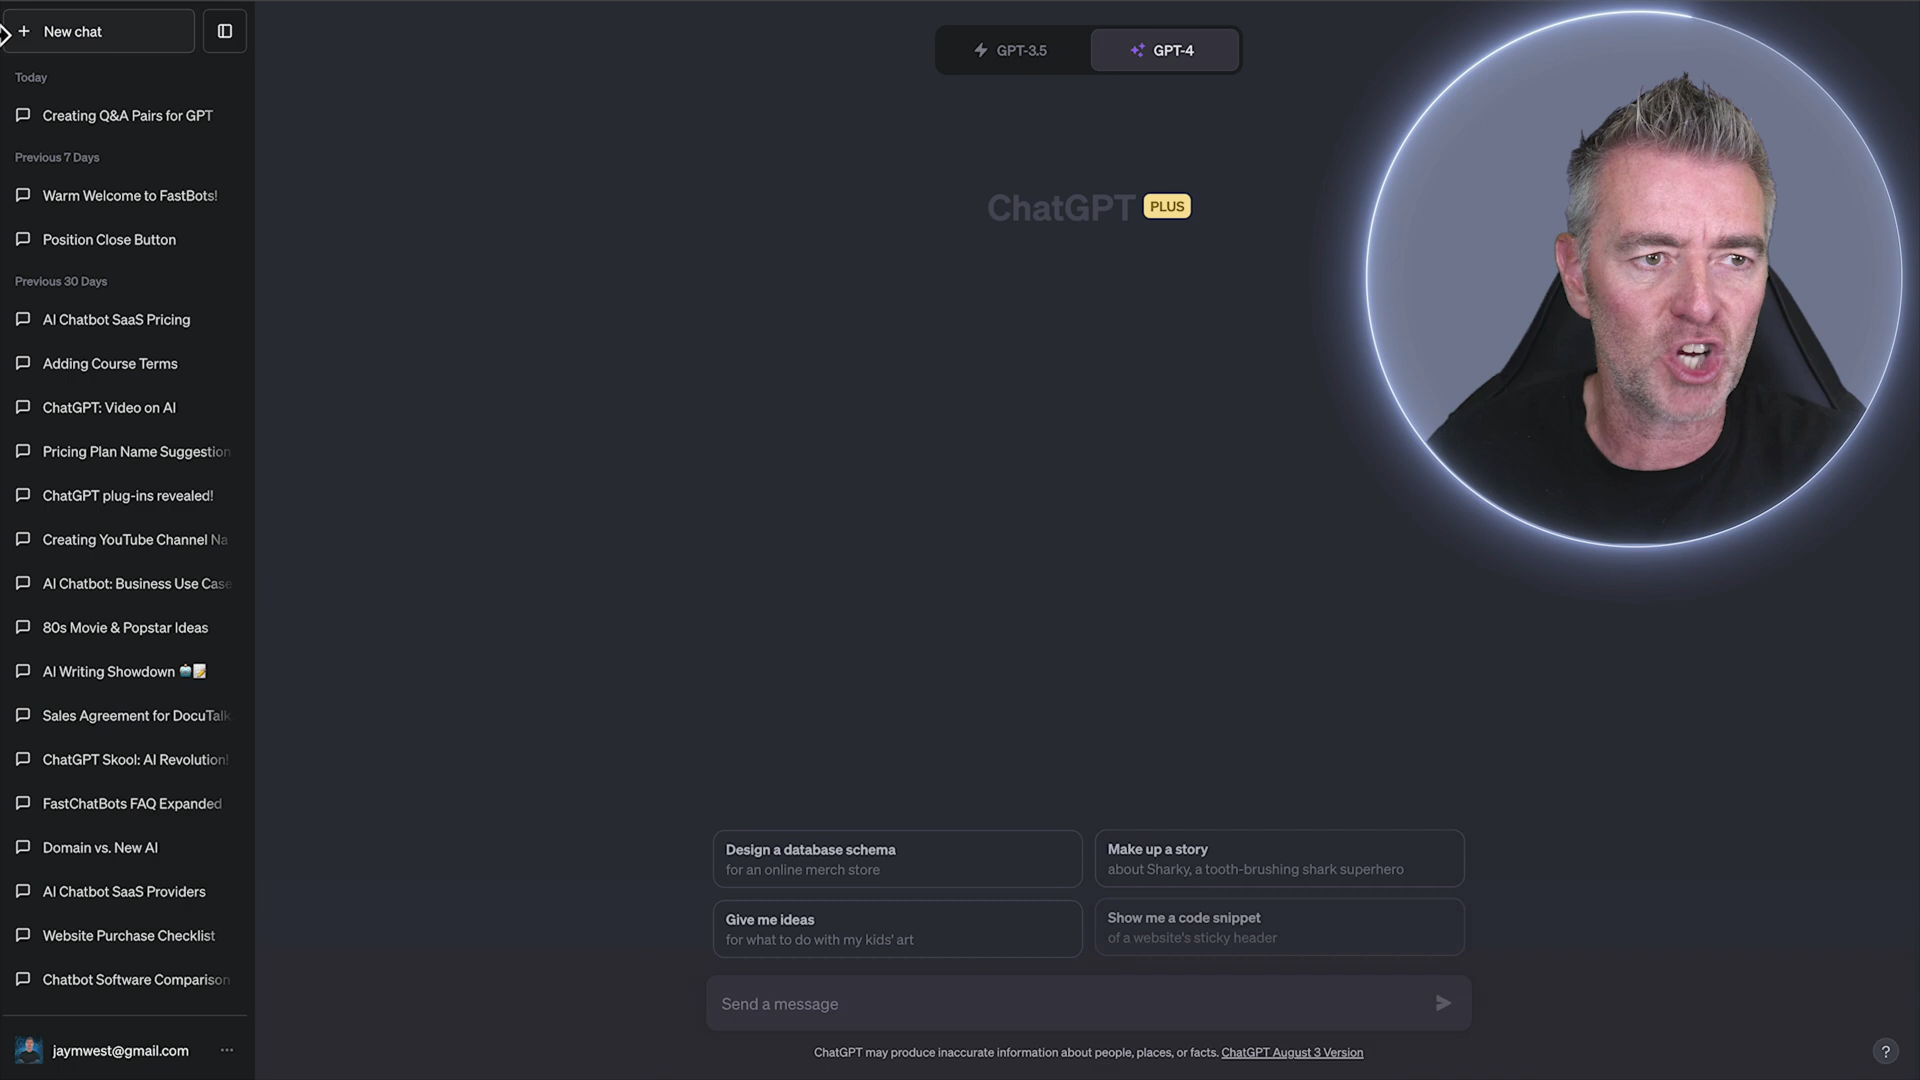 New chat
Today
Creating Q&A Pairs for GPT
Previous 7 Days
Warm Welcome to FastBots!
Position Close Button
Previous 30 Days
AI Chatbot SaaS Pricing
Adding Course Terms
ChatGPT: Video on AI
Pricing Plan Name Suggestion
ChatGPT plug-ins revealed!
Creating YouTube Channel Na
AI Chatbot: Business Use Case
80s Movie & Popstar Ideas
AI Writing Showdown
Sales Agreement for DocuTalk
ChatGPT Skool: AI Revolution!
FastChatBots FAQ Expanded
Domain vs. New AI
AI Chatbot SaaS Providers
Website Purchase Checklist
Chatbot Software Comparison
jaymwest@gmail.com
GPT-3.5
GPT-4
ChatGPT PLUS
Design a database schema
for an online merch store
Make up a story
about Sharky, a tooth-brushing shark superhero
Give me ideas
for what to do with my kids' art
Show me a code snippet
of a website's sticky header
Send a message
ChatGPT may produce inaccurate information about people, places, or facts. ChatGPT August 3 Version
?